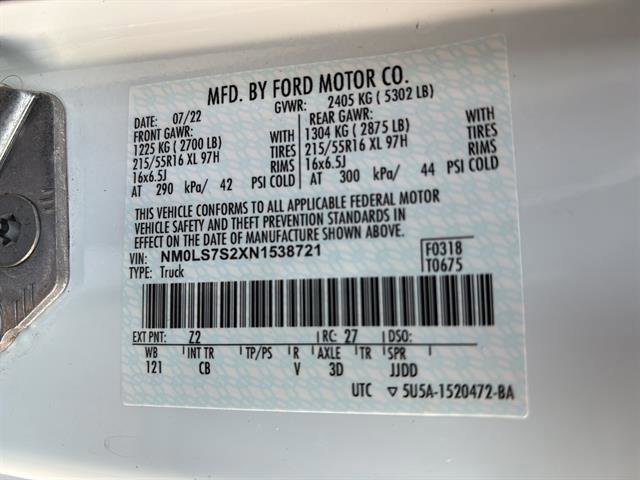 MFD. BY FORD MOTOR CO.
DATE: 07/22 GVWR: 2405 KG ( 5302 LB)
FRONT GAWR: REAR GAWR:
1225 KG ( 2700 LB) WITH 1304 KG ( 2875 LB) WITH
215/55R16 XL 97H TIRES 215/55R16 XL 97H TIRES
16x6.5J RIMS 16x6.5J RIMS
AT 290 kPa/ 42 PSI COLD AT 300 kPa/ 44 PSI COLD
THIS VEHICLE CONFORMS TO ALL APPLICABLE FEDERAL MOTOR
VEHICLE SAFETY AND THEFT PREVENTION STANDARDS IN
EFFECT ON THE DATE OF MANUFACTURE SHOWN ABOVE.
VIN: NM0LS7S2XN1538721 F0318
TYPE: Truck T0675
EXT PNT: Z2 RC: 27 DSO:
WB INT TR TP/PS R AXLE TR SPR
121 CB V 3D JJDD
UTC ▽ 5U5A-1520472-BA